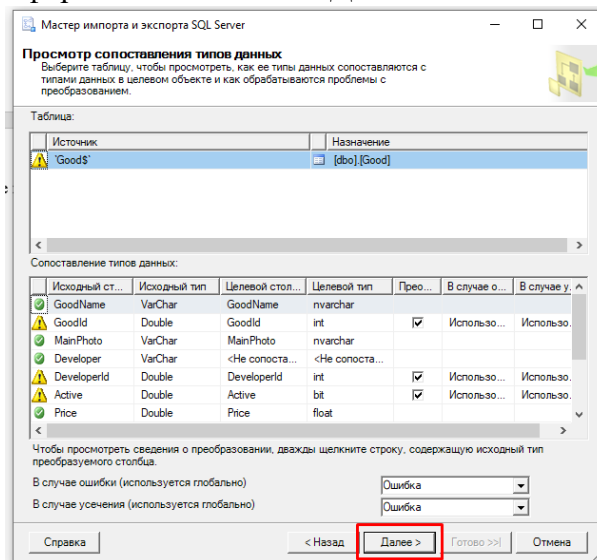 Мастер импорта и экспорта SQL Server
Просмотр сопоставления типов данных
Выберите таблицу, чтобы просмотреть, как ее типы данных сопоставляются с
типами данных в целевом объекте и как обрабатываются проблемы с
преобразованием.
Таблица:
Источник Назначение
'Good$' [dbo].[Good]
Сопоставление типов данных:
Исходный ст... Исходный тип Целевой стол... Целевой тип Прео... В случае о... В случае у.
GoodName VarChar GoodName nvarchar
GoodId Double GoodId int Использо... Использо.
MainPhoto VarChar MainPhoto nvarchar
Developer VarChar <Не сопоста... <Не сопоста...
DeveloperId Double DeveloperId int Использо... Использо.
Active Double Active bit Использо... Использо.
Price Double Price float
Чтобы просмотреть сведения о преобразовании, дважды щелкните строку, содержащую исходный тип
преобразуемого столбца.
В случае ошибки (используется глобально) Ошибка
В случае усечения (используется глобально) Ошибка
Справка < Назад Далее > Готово >>| Отмена